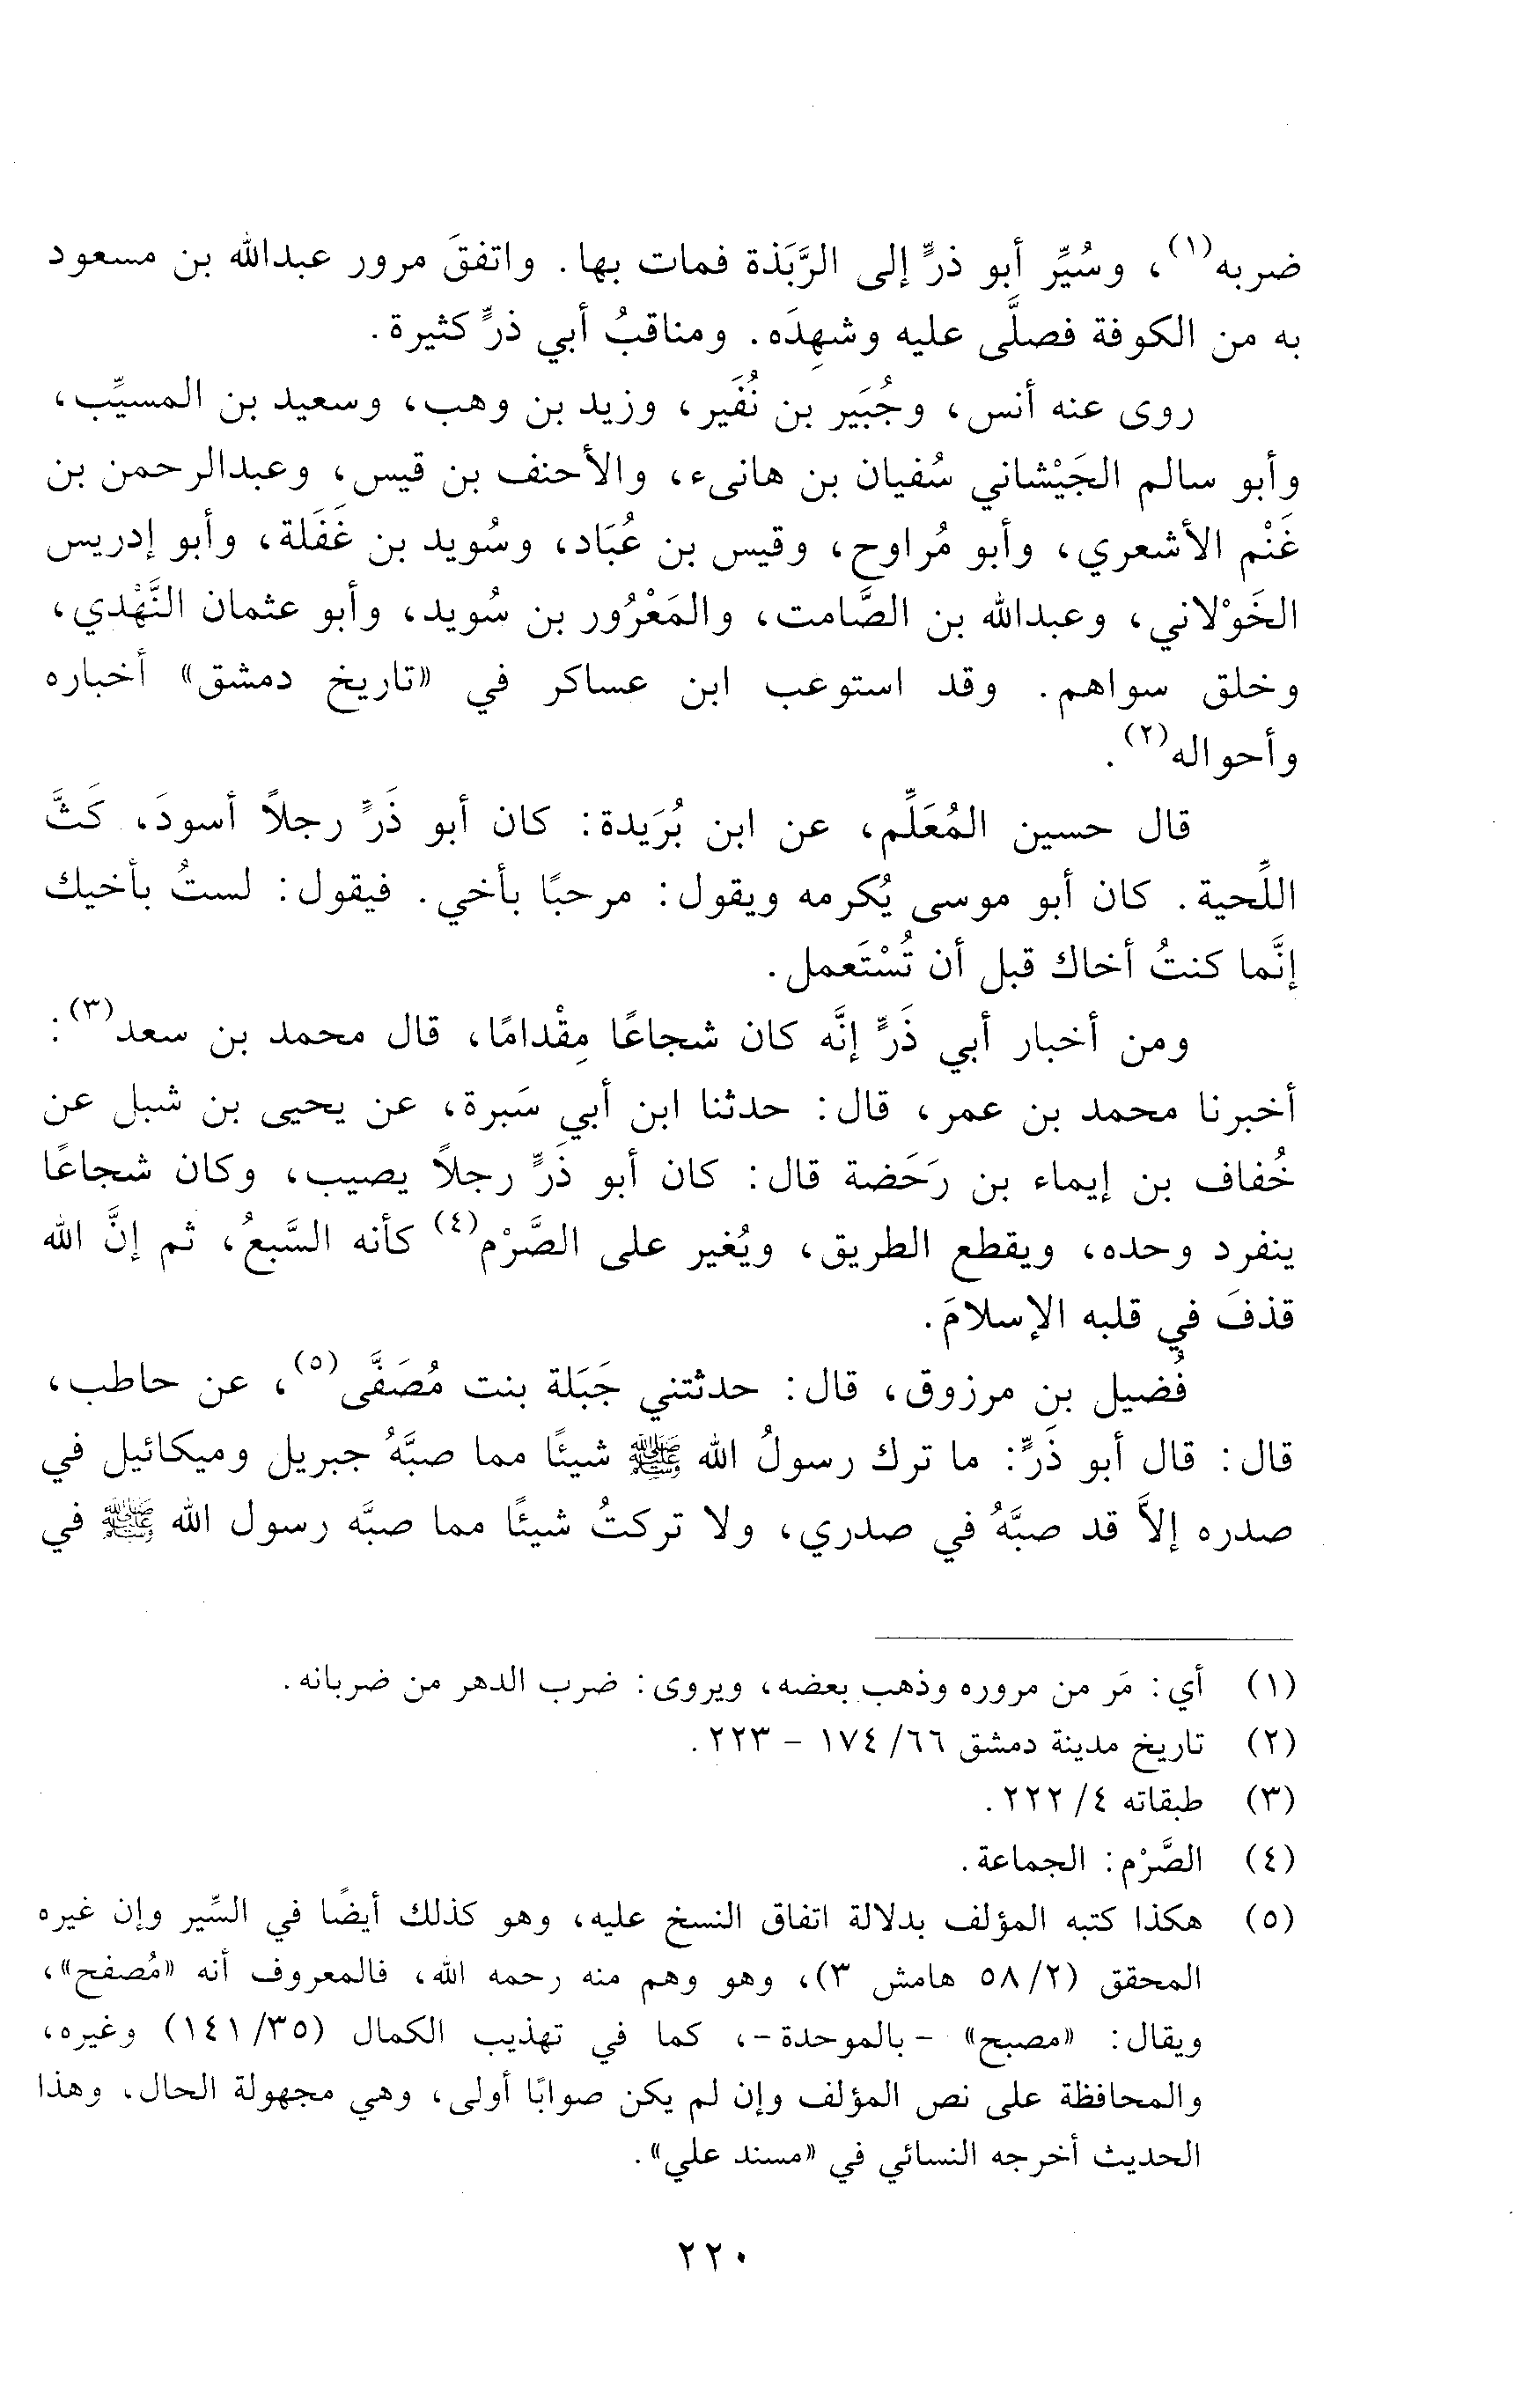 ضربه(١)، وسُيِّر أبو ذرٍّ إلى الرَّبَذة فمات بها. واتفقَ مرور عبدالله بن مسعود
به من الكوفة فصلَّى عليه وشهِدَه. ومناقبُ أبي ذرٍّ كثيرة.
روى عنه أنس، وجُبَير بن نُفَير، وزيد بن وهب، وسعيد بن المسيِّب،
وأبو سالم الجَيْشاني سُفيان بن هانىء، والأحنف بن قيس، وعبدالرحمن بن
غَنْم الأشعري، وأبو مُراوح، وقيس بن عُبَاد، وسُويد بن غَفَلة، وأبو إدريس
الخَوْلاني، وعبدالله بن الصَّامت، والمَعْرُور بن سُويد، وأبو عثمان النَّهْدي،
وخلق سواهم. وقد استوعب ابن عساكر في «تاريخ دمشق» أخباره
وأحواله(٢).
قال حسين المُعَلِّم، عن ابن بُرَيدة: كان أبو ذَرٍّ رجلاً أسودَ، كَثَّ
اللِّحية. كان أبو موسى يُكرمه ويقول: مرحبًا بأخي. فيقول: لستُ بأخيك
إنَّما كنتُ أخاك قبل أن تُسْتَعمل.
ومن أخبار أبي ذَرٍّ إنَّه كان شجاعًا مِقْدامًا، قال محمد بن سعد(٣):
أخبرنا محمد بن عمر، قال: حدثنا ابن أبي سَبرة، عن يحيى بن شبل عن
خُفاف بن إيماء بن رَحَضة قال: كان أبو ذَرٍّ رجلاً يصيب، وكان شجاعًا
ينفرد وحده، ويقطع الطريق، ويُغير على الصَّرْم(٤) كأنه السَّبعُ، ثم إنَّ الله
قذفَ في قلبه الإسلامَ.
فُضيل بن مرزوق، قال: حدثتني جَبَلة بنت مُصَفَّى(٥)، عن حاطب،
قال: قال أبو ذَرٍّ: ما ترك رسولُ الله ﷺ شيئًا مما صبَّهُ جبريل وميكائيل في
صدره إلاَّ قد صبَّهُ في صدري، ولا تركتُ شيئًا مما صبَّه رسول الله ﷺ في
(١) أي: مَر من مروره وذهب بعضه، ويروى: ضرب الدهر من ضربانه.
(٢) تاريخ مدينة دمشق ٦٦/ ١٧٤ - ٢٢٣.
(٣) طبقاته ٤/ ٢٢٢.
(٤) الصَّرْم: الجماعة.
(٥) هكذا كتبه المؤلف بدلالة اتفاق النسخ عليه، وهو كذلك أيضًا في السِّير وإن غيره
المحقق (٢/ ٥٨ هامش ٣)، وهو وهم منه رحمه الله، فالمعروف أنه «مُصفح»،
ويقال: «مصبح» - بالموحدة-، كما في تهذيب الكمال (٣٥/ ١٤١) وغيره،
والمحافظة على نص المؤلف وإن لم يكن صوابًا أولى، وهي مجهولة الحال، وهذا
الحديث أخرجه النسائي في «مسند علي».
٢٢٠